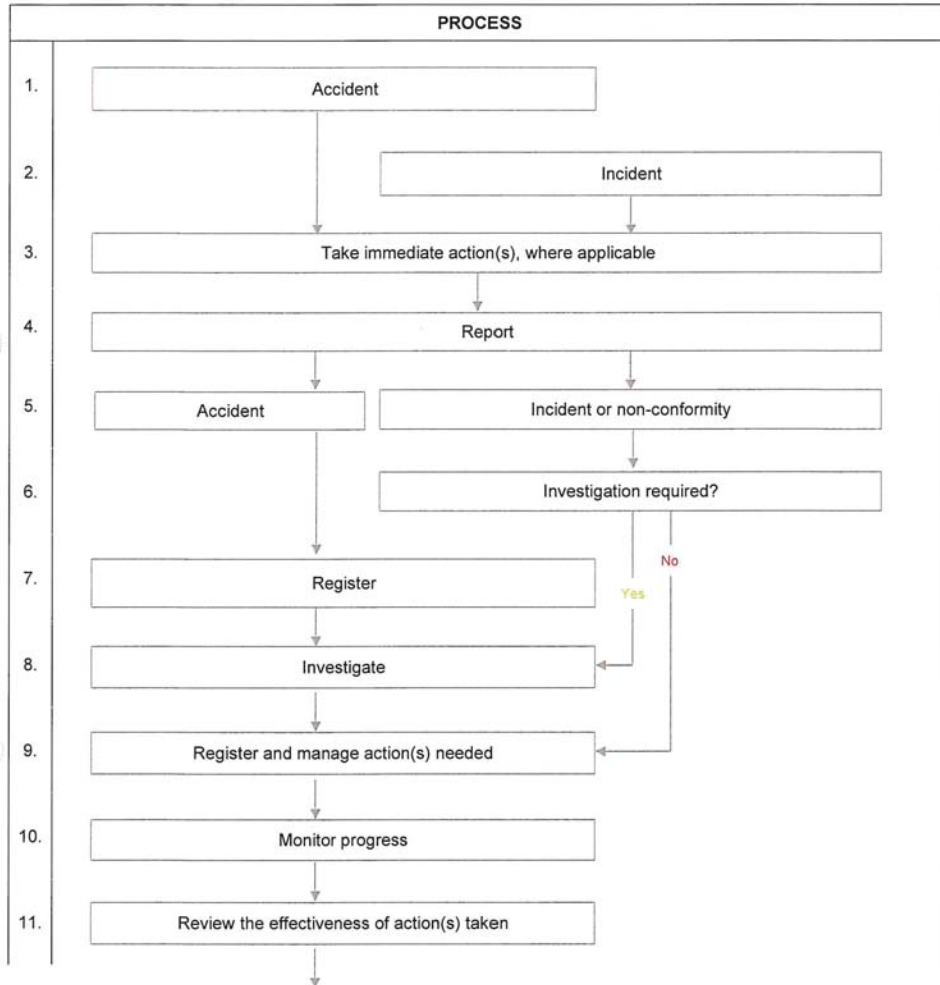 PROCESS
1. Accident
2. Incident
3. Take immediate action(s), where applicable
4. Report
5. Accident Incident or non-conformity
6. Investigation required?
No
7. Register
Yes
8. Investigate
9. Register and manage action(s) needed
10. Monitor progress
11. Review the effectiveness of action(s) taken